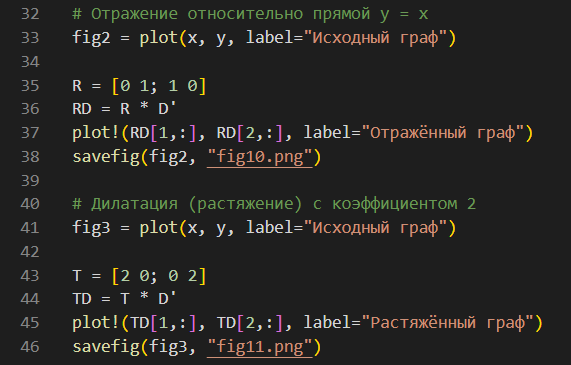 32 # Отражение относительно прямой y = x
33 fig2 = plot(x, y, label="Исходный граф")
34
35 R = [0 1; 1 0]
36 RD = R * D'
37 plot!(RD[1,:], RD[2,:], label="Отражённый граф")
38 savefig(fig2, "fig10.png")
39
40 # Дилатация (растяжение) с коэффициентом 2
41 fig3 = plot(x, y, label="Исходный граф")
42
43 T = [2 0; 0 2]
44 TD = T * D'
45 plot!(TD[1,:], TD[2,:], label="Растяжённый граф")
46 savefig(fig3, "fig11.png")